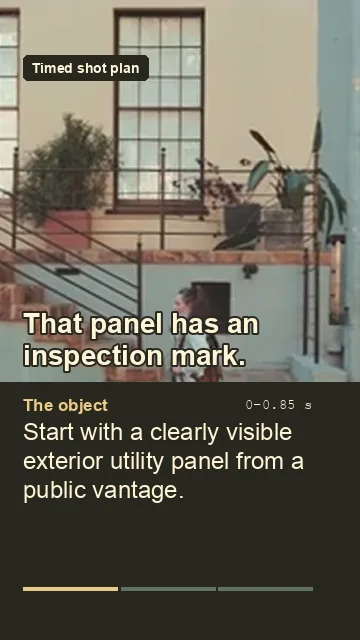 Timed shot plan
That panel has an
inspection mark.
The object
0–0.85 s
Start with a clearly visible
exterior utility panel from a
public vantage.